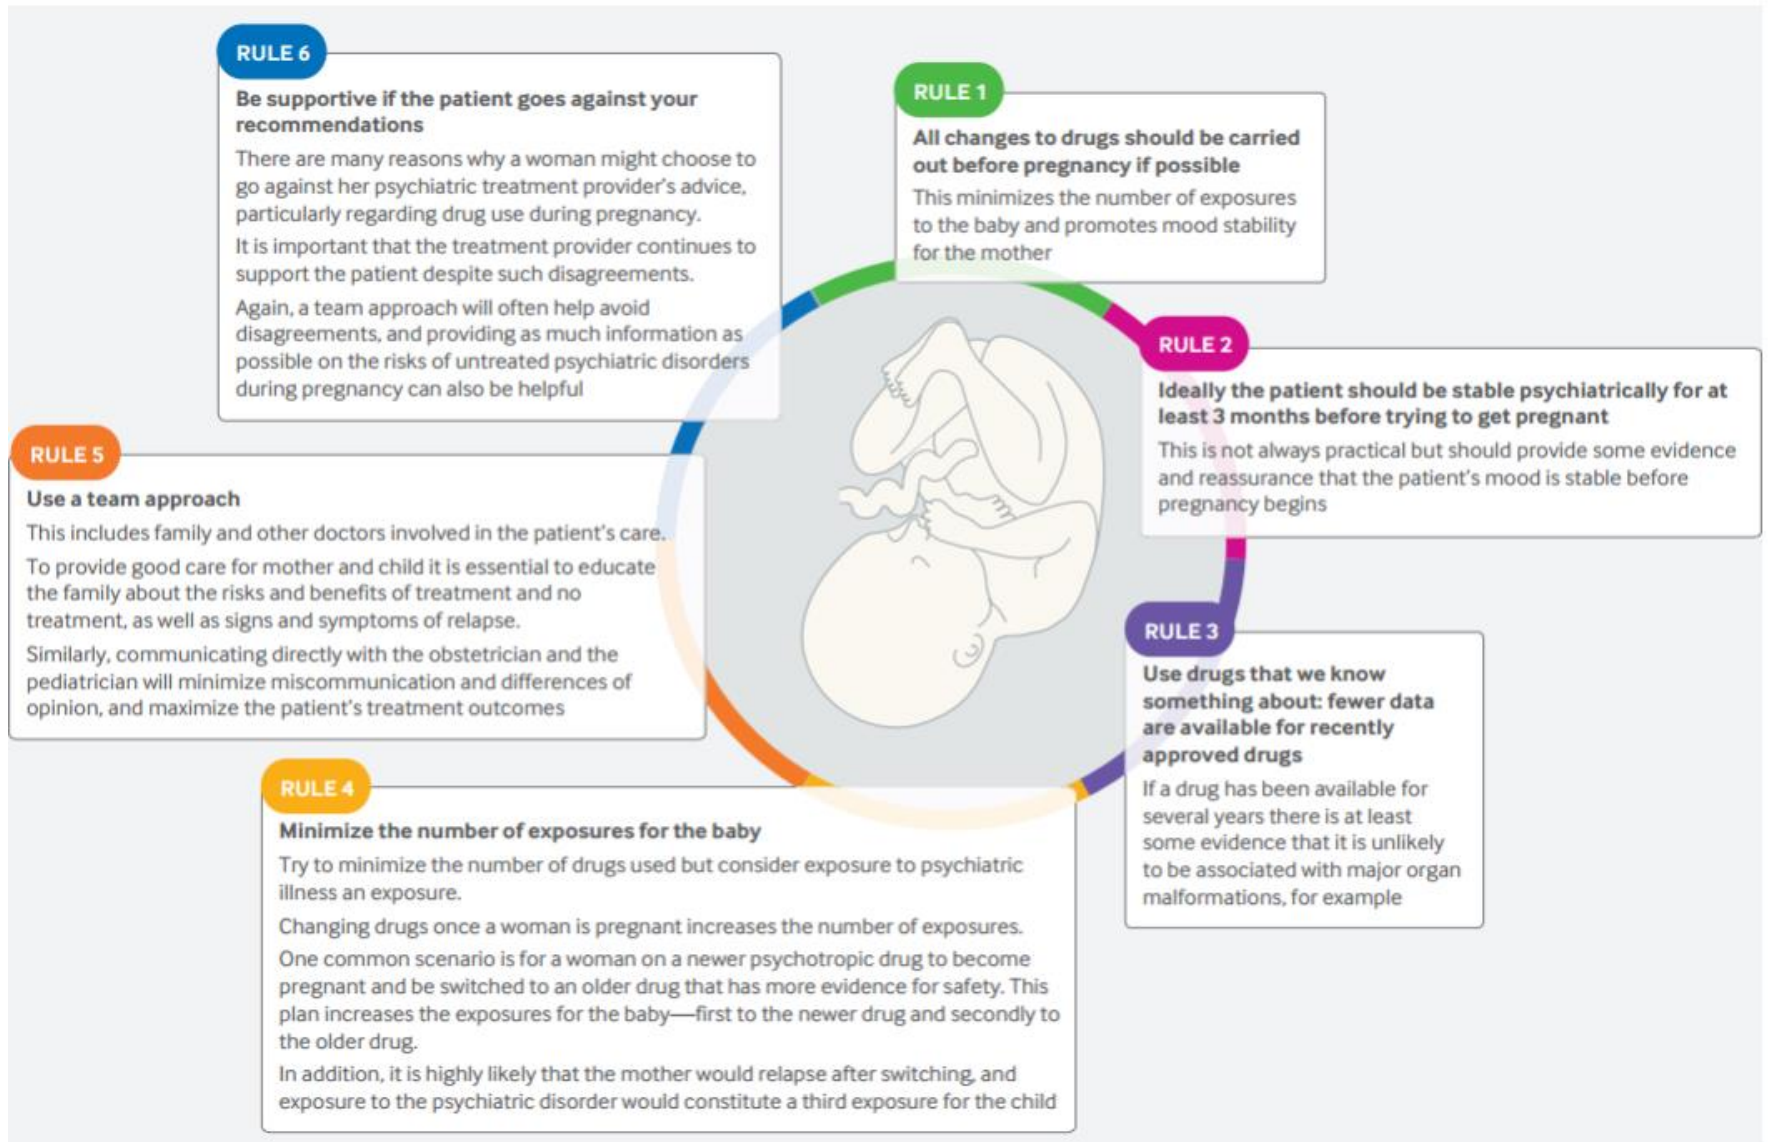 RULE 1
All changes to drugs should be carried
out before pregnancy if possible
This minimizes the number of exposures
to the baby and promotes mood stability
for the mother
RULE 2
Ideally the patient should be stable psychiatrically for at
least 3 months before trying to get pregnant
This is not always practical but should provide some evidence
and reassurance that the patient's mood is stable before
pregnancy begins
RULE 3
Use drugs that we know
something about: fewer data
are available for recently
approved drugs
If a drug has been available for
several years there is at least
some evidence that it is unlikely
to be associated with major organ
malformations, for example
RULE 4
Minimize the number of exposures for the baby
Try to minimize the number of drugs used but consider exposure to psychiatric
illness an exposure.
Changing drugs once a woman is pregnant increases the number of exposures.
One common scenario is for a woman on a newer psychotropic drug to become
pregnant and be switched to an older drug that has more evidence for safety. This
plan increases the exposures for the baby—first to the newer drug and secondly to
the older drug.
In addition, it is highly likely that the mother would relapse after switching, and
exposure to the psychiatric disorder would constitute a third exposure for the child
RULE 5
Use a team approach
This includes family and other doctors involved in the patient's care.
To provide good care for mother and child it is essential to educate
the family about the risks and benefits of treatment and no
treatment, as well as signs and symptoms of relapse.
Similarly, communicating directly with the obstetrician and the
pediatrician will minimize miscommunication and differences of
opinion, and maximize the patient's treatment outcomes
RULE 6
Be supportive if the patient goes against your
recommendations
There are many reasons why a woman might choose to
go against her psychiatric treatment provider's advice,
particularly regarding drug use during pregnancy.
It is important that the treatment provider continues to
support the patient despite such disagreements.
Again, a team approach will often help avoid
disagreements, and providing as much information as
possible on the risks of untreated psychiatric disorders
during pregnancy can also be helpful